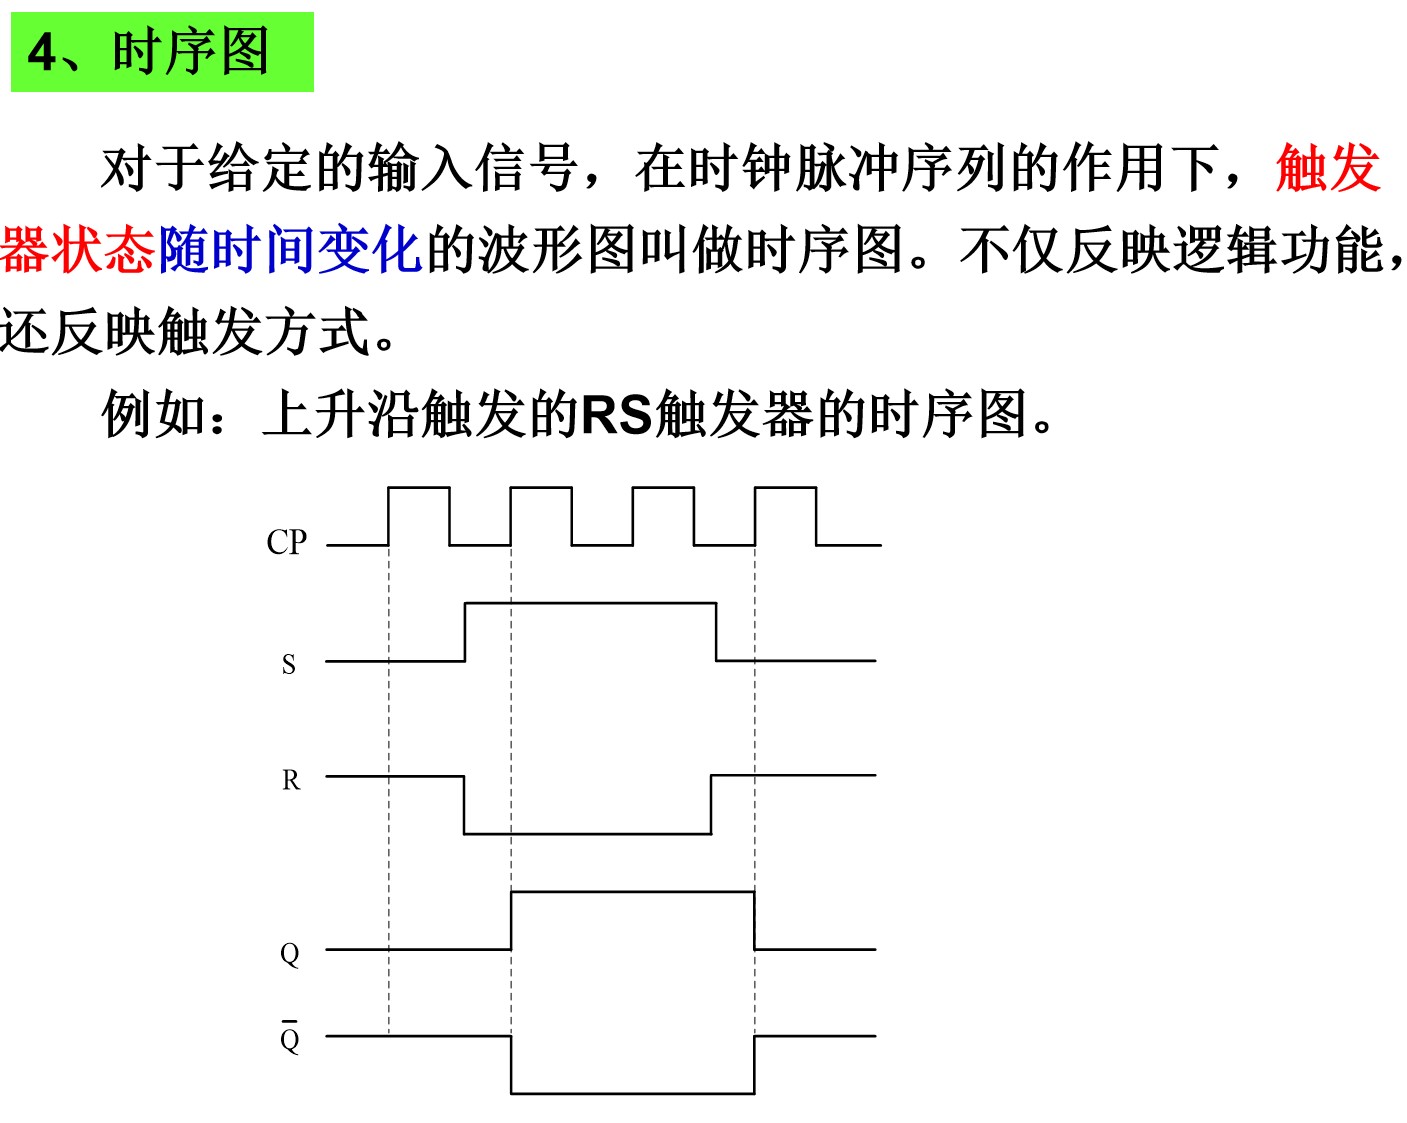 4、时序图
对于给定的输入信号，在时钟脉冲序列的作用下，触发
器状态随时间变化的波形图叫做时序图。不仅反映逻辑功能，
还反映触发方式。
例如：上升沿触发的RS触发器的时序图。
CP
S
R
Q
Q̅